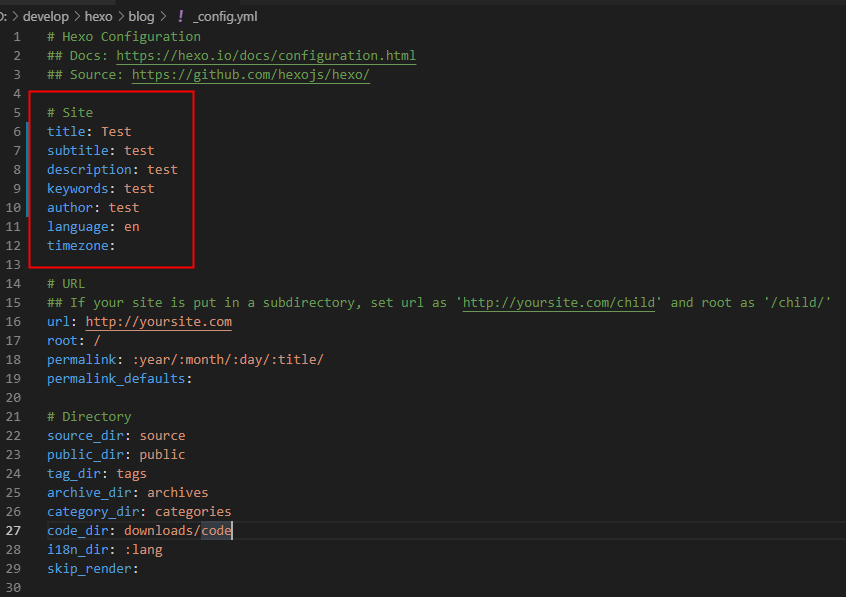 D: > develop > hexo > blog > ! _config.yml
1 # Hexo Configuration
2 ## Docs: https://hexo.io/docs/configuration.html
3 ## Source: https://github.com/hexojs/hexo/
4
5 # Site
6 title: Test
7 subtitle: test
8 description: test
9 keywords: test
10 author: test
11 language: en
12 timezone:
13
14 # URL
15 ## If your site is put in a subdirectory, set url as 'http://yoursite.com/child' and root as '/child/'
16 url: http://yoursite.com
17 root: /
18 permalink: :year/:month/:day/:title/
19 permalink_defaults:
20
21 # Directory
22 source_dir: source
23 public_dir: public
24 tag_dir: tags
25 archive_dir: archives
26 category_dir: categories
27 code_dir: downloads/code
28 i18n_dir: :lang
29 skip_render:
30